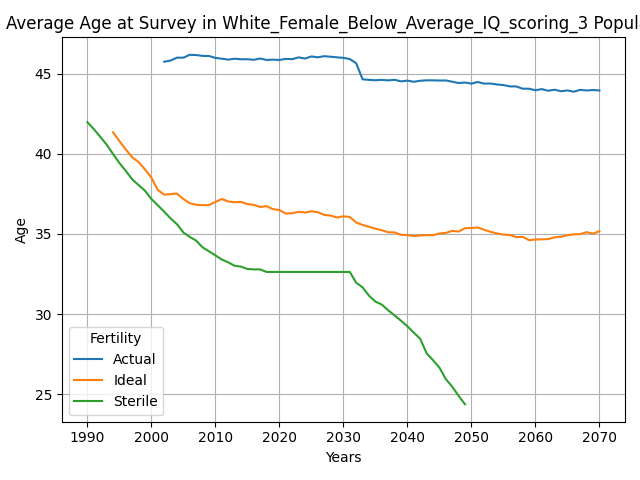 Average Age at Survey in White_Female_Below_Average_IQ_scoring_3 Popul
45
40
35
30
25
Age
Fertility
Actual
Ideal
Sterile
1990 2000 2010 2020 2030 2040 2050 2060 2070
Years